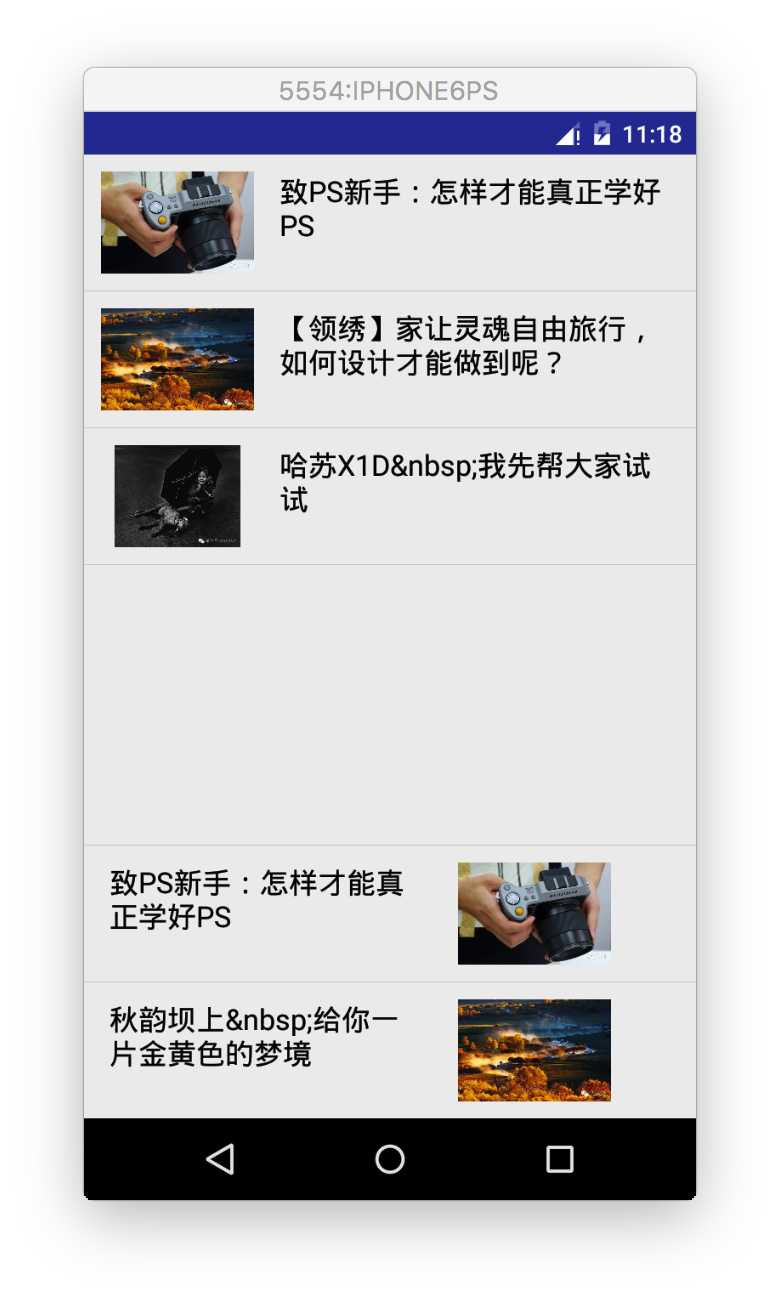 5554:IPHONE6PS
11:18
致PS新手：怎样才能真正学好
PS
【领绣】家让灵魂自由旅行，
如何设计才能做到呢？
哈苏X1D&nbsp;我先帮大家试
试
致PS新手：怎样才能真
正学好PS
秋韵坝上&nbsp;给你一
片金黄色的梦境